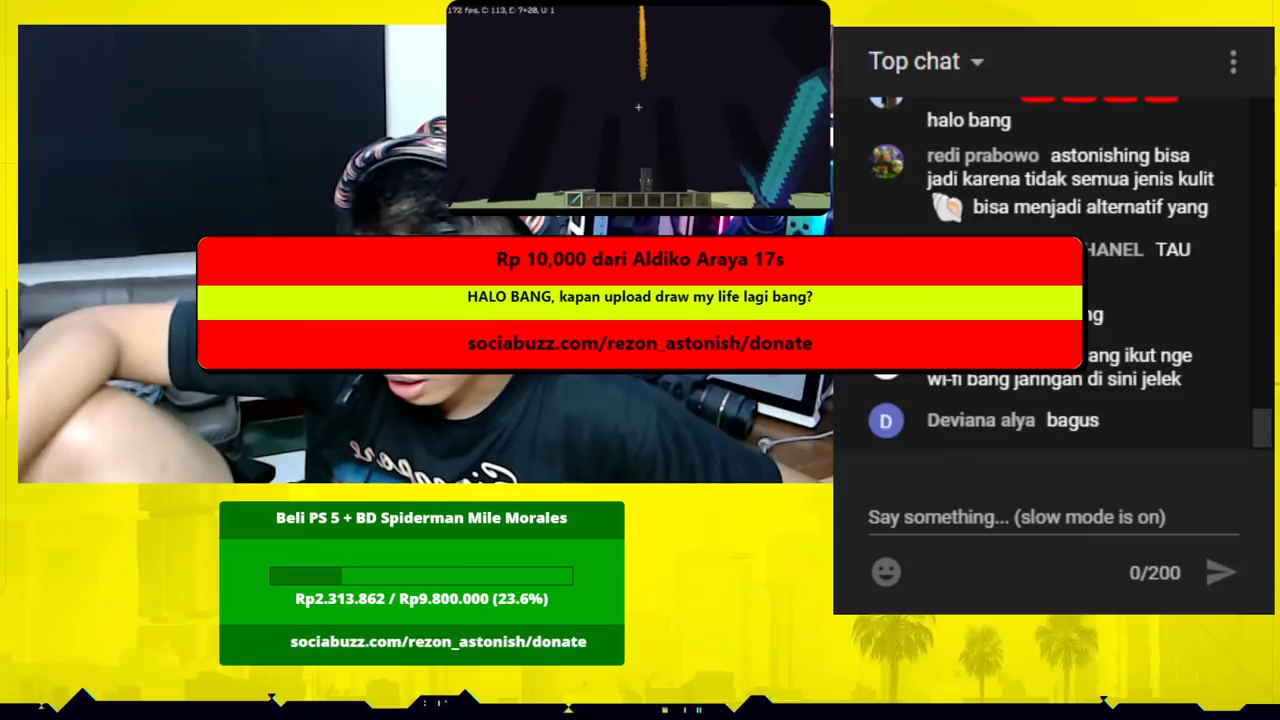 172 fps, C: 113, E: 7+20, U: 1
Top chat
halo bang
redi prabowo astonishing bisa
jadi karena tidak semua jenis kulit
bisa menjadi alternatif yang
HANEL TAU
ng
ang ikut nge
wi-fi bang jaringan di sini jelek
Deviana alya bagus
D
Say something... (slow mode is on)
0/200
Rp 10,000 dari Aldiko Araya 17s
HALO BANG, kapan upload draw my life lagi bang?
sociabuzz.com/rezon_astonish/donate
Singapore
Beli PS 5 + BD Spiderman Mile Morales
Rp2.313.862 / Rp9.800.000 (23.6%)
sociabuzz.com/rezon_astonish/donate